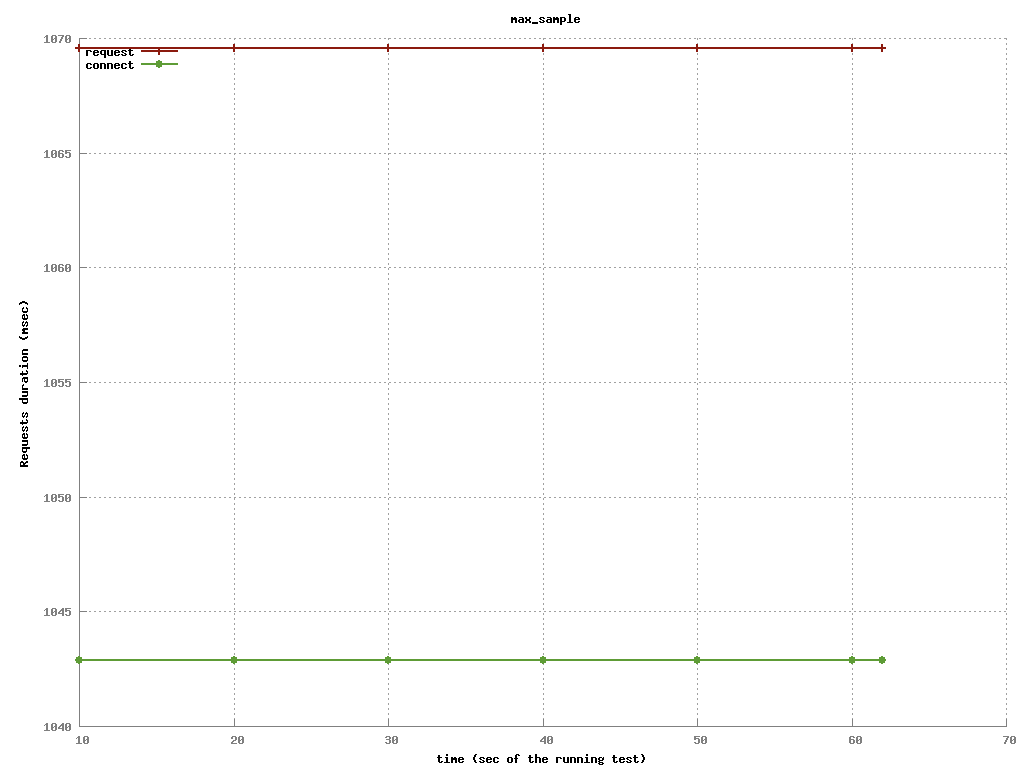 max_sample
1070
request
connect
1065
1060
1055
1050
1045
1040
Requests duration (msec)
10 20 30 40 50 60 70
time (sec of the running test)